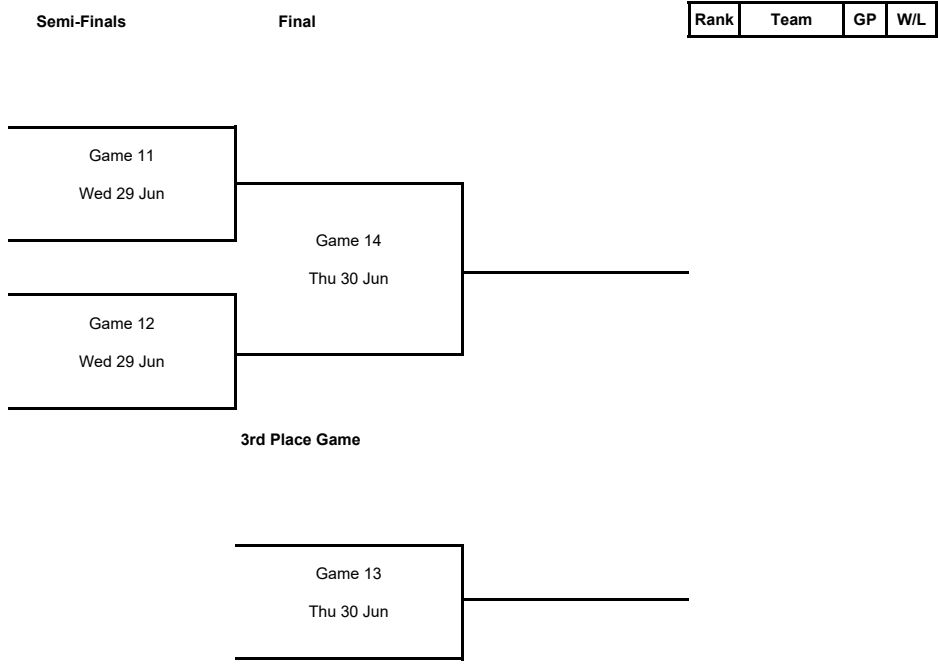 Semi-Finals Final Rank Team GP W/L
Game 11
Wed 29 Jun
Game 14
Thu 30 Jun
Game 12
Wed 29 Jun
3rd Place Game
Game 13
Thu 30 Jun